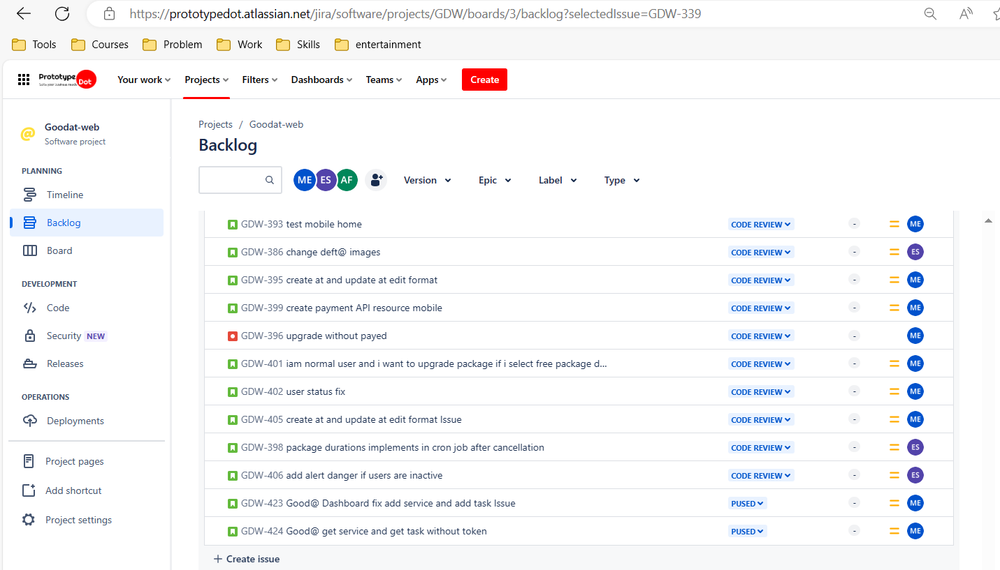 https://prototypedot.atlassian.net/jira/software/projects/GDW/boards/3/backlog?selectedIssue=GDW-339
Tools Courses Problem Work Skills entertainment
Prototype Dot Your work Projects Filters Dashboards Teams Apps Create
Goodat-web
Software project
PLANNING
Timeline
Backlog
Board
DEVELOPMENT
Code
Security NEW
Releases
OPERATIONS
Deployments
Project pages
Add shortcut
Project settings
Projects / Goodat-web
Backlog
ME ES AF Version Epic Label Type
GDW-393 test mobile home CODE REVIEW - ME
GDW-386 change deft@ images CODE REVIEW - ES
GDW-395 create at and update at edit format CODE REVIEW - ME
GDW-399 create payment API resource mobile CODE REVIEW - ME
GDW-396 upgrade without payed CODE REVIEW - ME
GDW-401 iam normal user and i want to upgrade package if i select free package d... CODE REVIEW - ME
GDW-402 user status fix CODE REVIEW - ME
GDW-405 create at and update at edit format Issue CODE REVIEW - ME
GDW-398 package durations implements in cron job after cancellation CODE REVIEW - ES
GDW-406 add alert danger if users are inactive CODE REVIEW - ES
GDW-423 Good@ Dashboard fix add service and add task Issue PUSED - ME
GDW-424 Good@ get service and get task without token PUSED - ME
+ Create issue